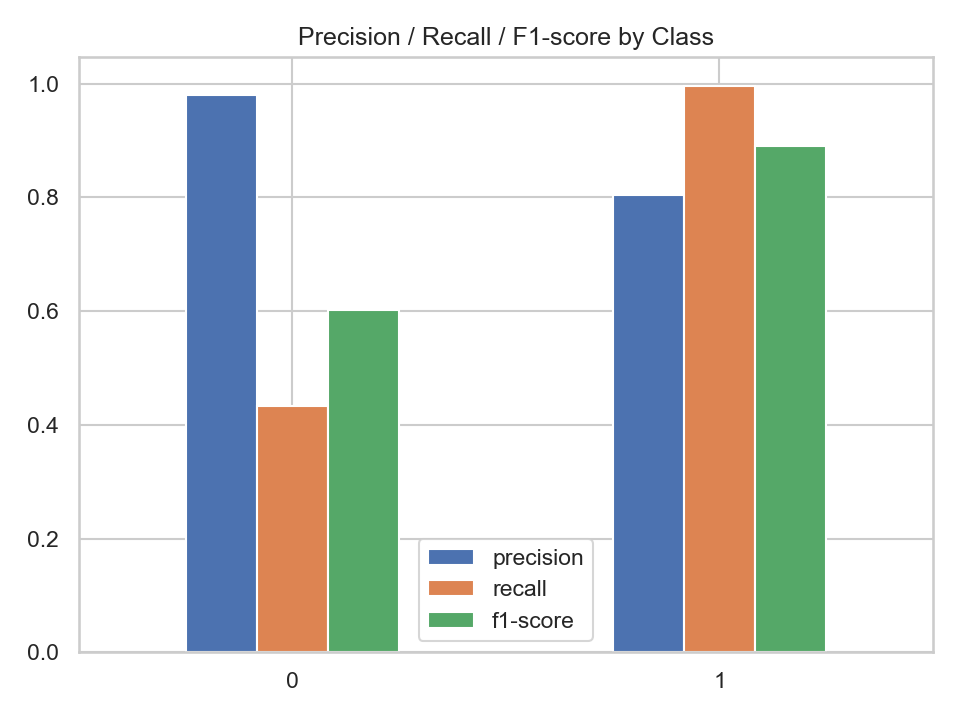 Precision / Recall / F1-score by Class
1.0
0.8
0.6
0.4
0.2
0.0
precision
recall
f1-score
0
1